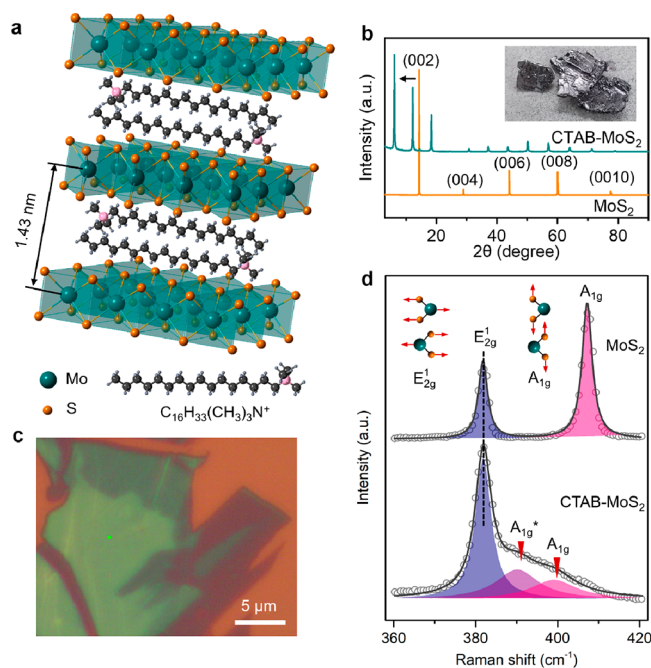 a
1.43 nm
Mo
S
C₁₆H₃₃(CH₃)₃N⁺
b
Intensity (a.u.)
(002)
CTAB-MoS₂
(004)
(006)
(008)
(0010)
MoS₂
20
40
60
80
2θ (degree)
c
5 μm
d
Intensity (a.u.)
E¹₂g
A₁g
E¹₂g
A₁g
MoS₂
CTAB-MoS₂
A₁g*
A₁g
360
380
400
420
Raman shift (cm⁻¹)